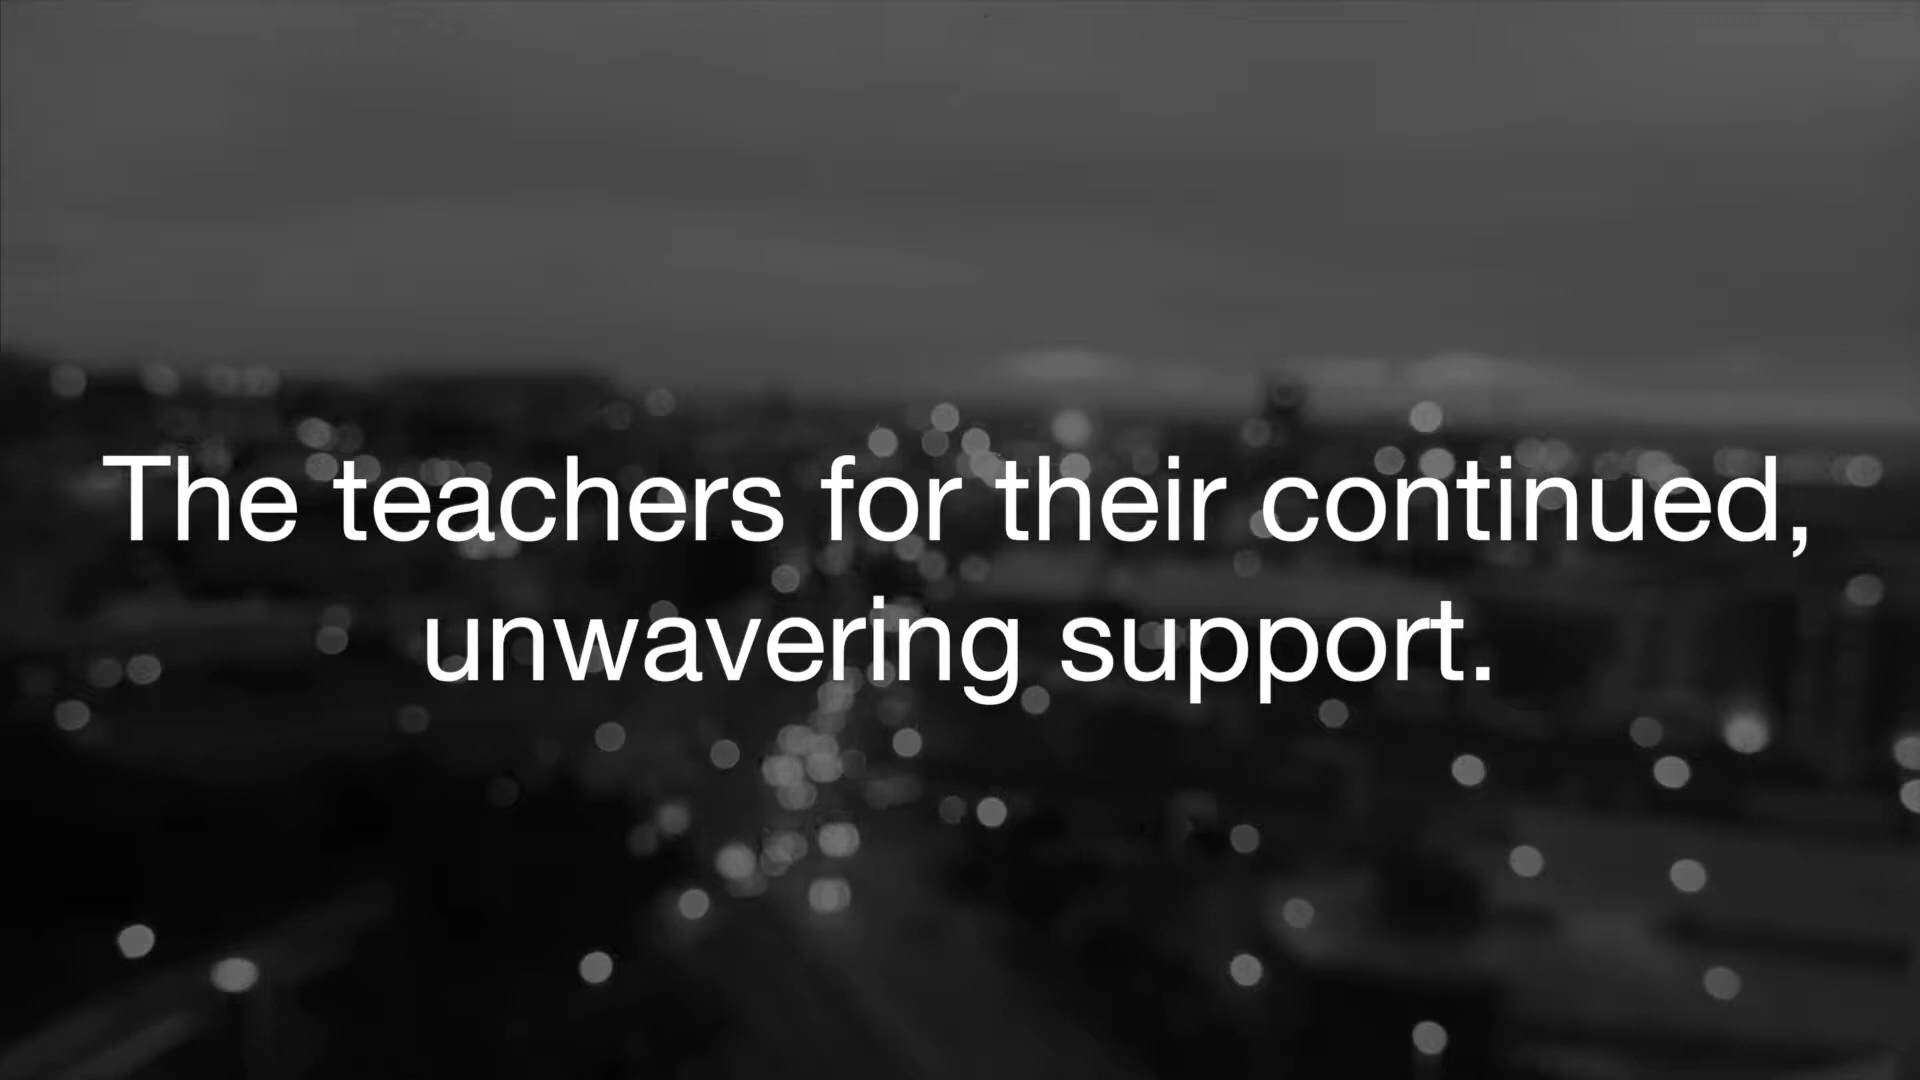 The teachers for their continued,
unwavering support.